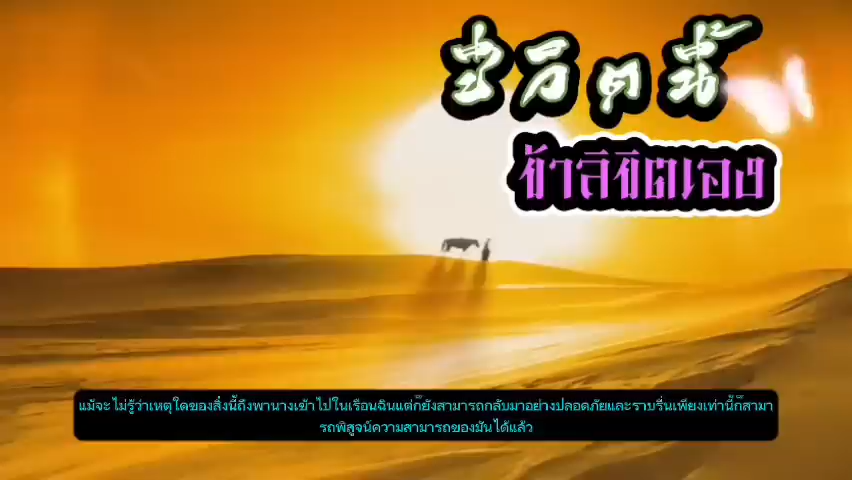 ชีวิตนี้
ข้าลิขิตเอง
แม้จะไม่รู้ว่าเหตุใดของสิ่งนี้ถึงพานางเข้าไปในเรือนฉินแต่ก็ยังสามารถกลับมาอย่างปลอดภัยและราบรื่นเพียงเท่านี้ก็สามา
รถพิสูจน์ความสามารถของมันได้แล้ว